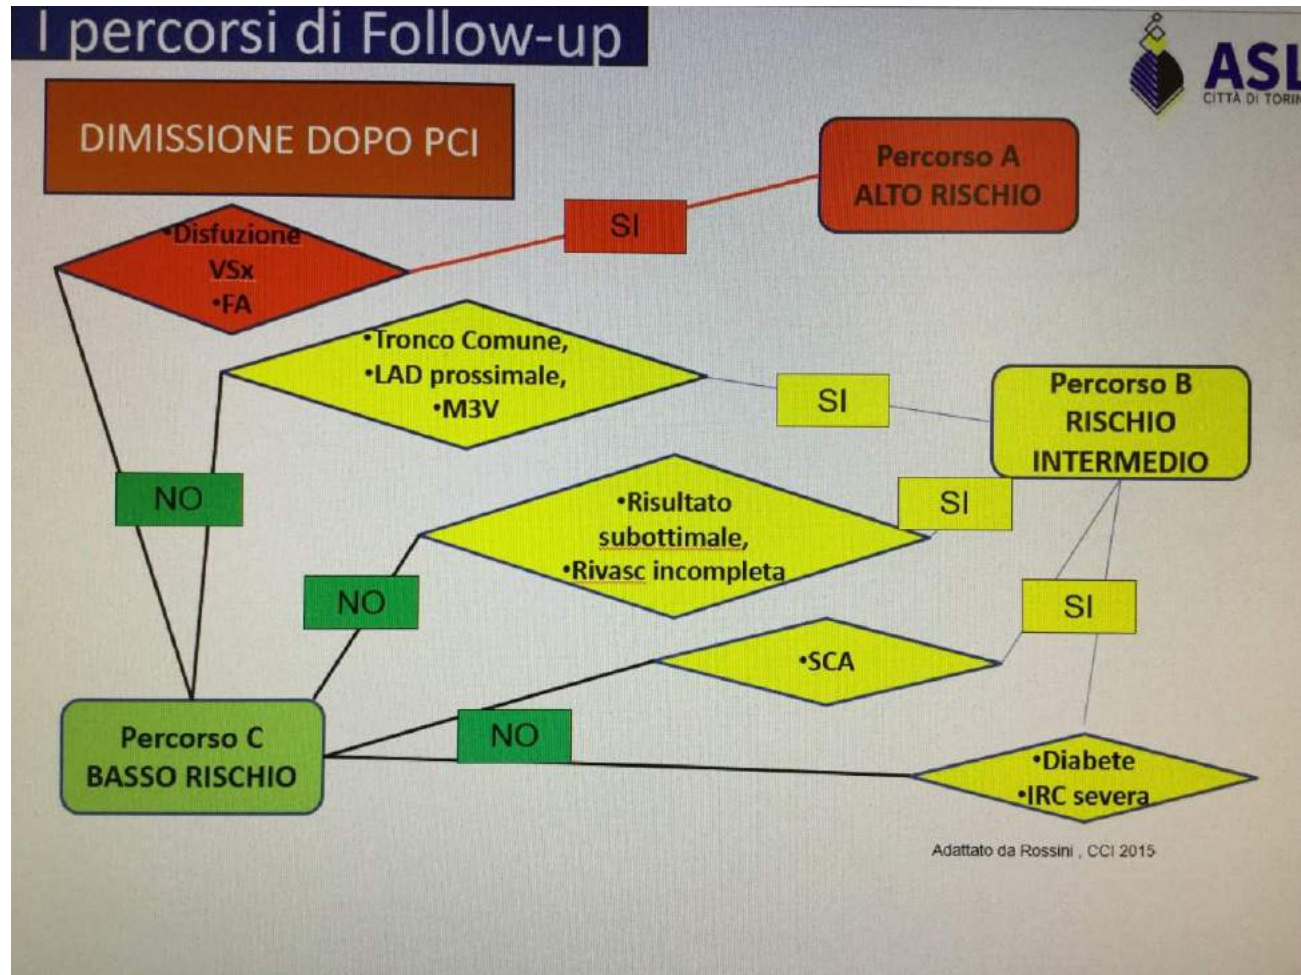 I percorsi di Follow-up
ASL
CITTÀ DI TORIN
DIMISSIONE DOPO PCI
Percorso A
ALTO RISCHIO
SI
•Disfuzione
VSx
•FA
•Tronco Comune,
•LAD prossimale,
•M3V
SI
Percorso B
RISCHIO
INTERMEDIO
NO
•Risultato
subottimale,
•Rivasc incompleta
SI
NO
SI
•SCA
Percorso C
BASSO RISCHIO
NO
•Diabete
•IRC severa
Adattato da Rossini , CCI 2015